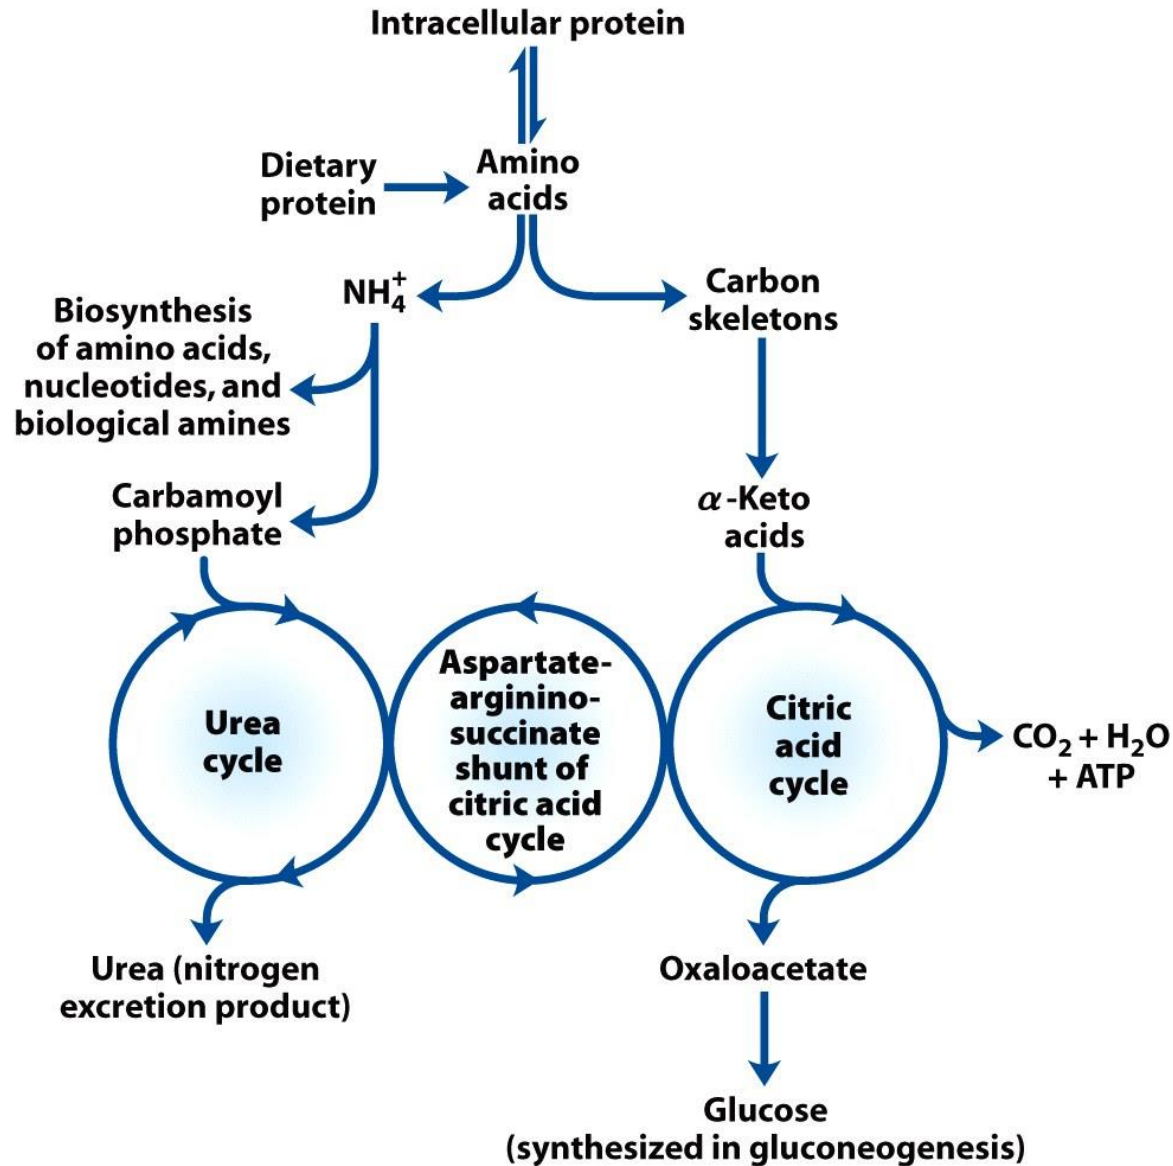 Intracellular protein
Dietary
protein
Amino
acids
NH₄⁺
Carbon
skeletons
Biosynthesis
of amino acids,
nucleotides, and
biological amines
Carbamoyl
phosphate
α-Keto
acids
Urea
cycle
Aspartate-
arginino-
succinate
shunt of
citric acid
cycle
Citric
acid
cycle
CO₂ + H₂O
+ ATP
Urea (nitrogen
excretion product)
Oxaloacetate
Glucose
(synthesized in gluconeogenesis)